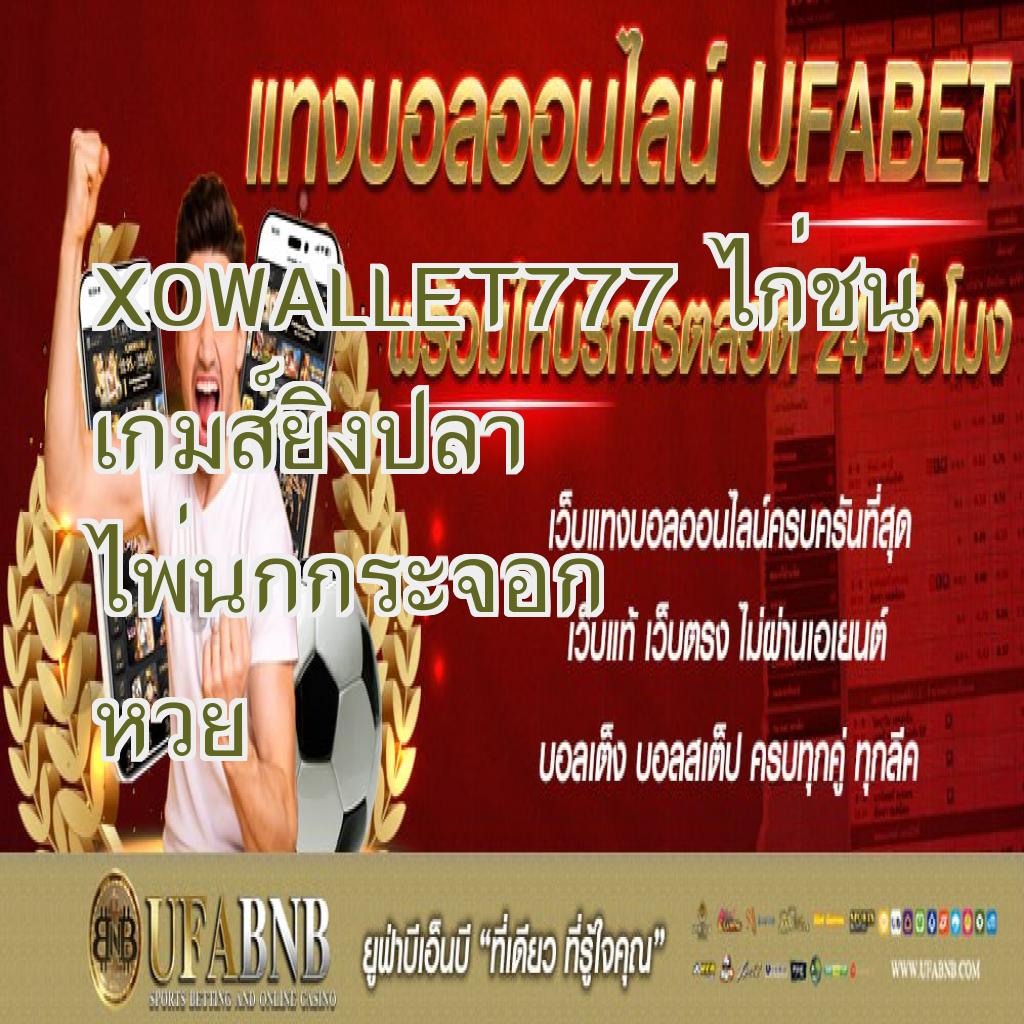 แทงบอลออนไลน์ UFABET
พร้อมให้บริการตลอด 24 ชั่วโมง
XOWALLET777 ไก่ชน
เกมส์ยิงปลา
ไพ่นกกระจอก
หวย
เว็บแทงบอลออนไลน์ครบครันที่สุด
เว็บแท้ เว็บตรง ไม่ผ่านเอเยนต์
บอลเต็ง บอลสเต็ป ครบทุกคู่ ทุกลีค
UFABNB
SPORTS BETTING AND ONLINE CASINO
ยูฟ่าบีเอ็นบี “ที่เดียว ที่รู้ใจคุณ”
WWW.UFABNB.COM